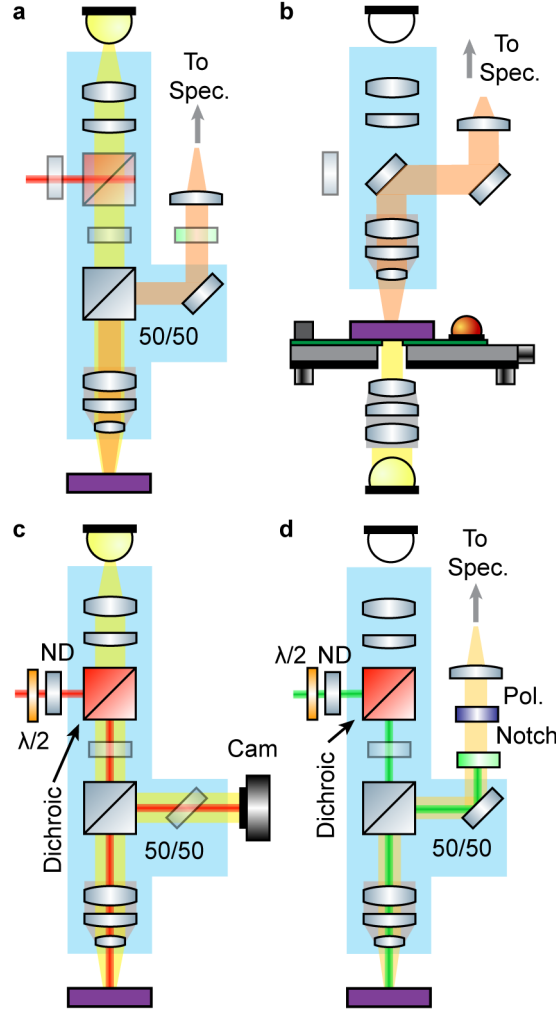 a
To
Spec.
50/50
b
To
Spec.
c
ND
λ/2
Dichroic
Cam
50/50
d
To
Spec.
λ/2
ND
Pol.
Notch
Dichroic
50/50